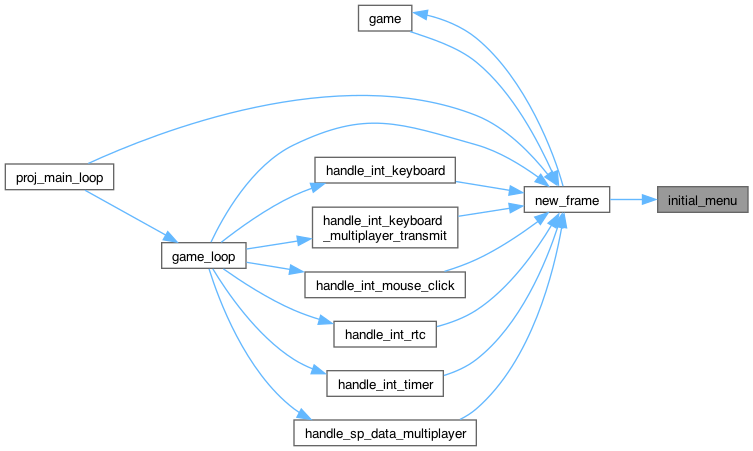 game
proj_main_loop
handle_int_keyboard
new_frame
initial_menu
handle_int_keyboard
_multiplayer_transmit
game_loop
handle_int_mouse_click
handle_int_rtc
handle_int_timer
handle_sp_data_multiplayer